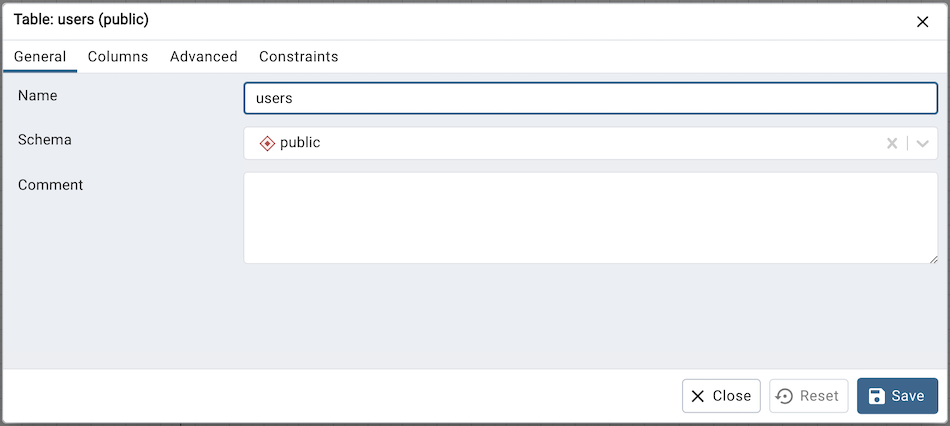 Table: users (public)
General Columns Advanced Constraints
Name users
Schema public
Comment
Close Reset Save